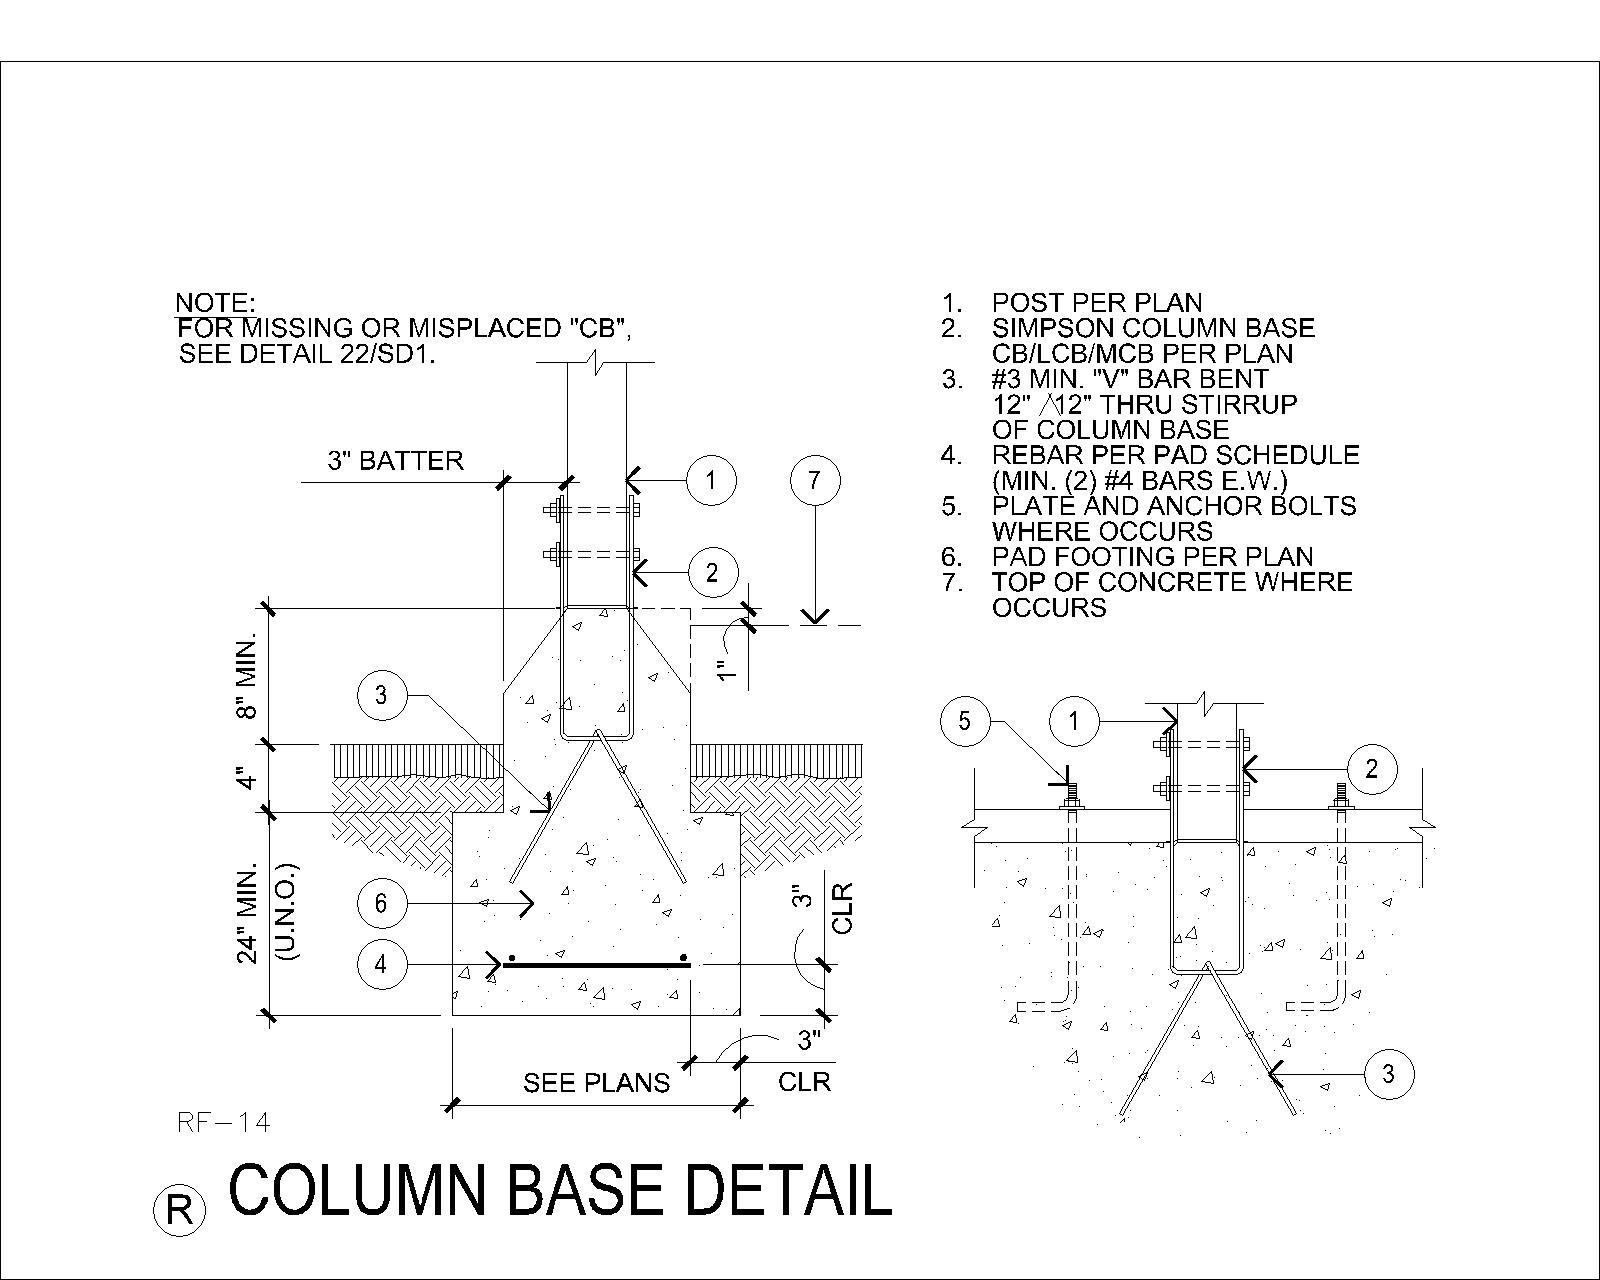 NOTE:
FOR MISSING OR MISPLACED "CB",
SEE DETAIL 22/SD1.
1. POST PER PLAN
2. SIMPSON COLUMN BASE
CB/LCB/MCB PER PLAN
3. #3 MIN. "V" BAR BENT
12" /\12" THRU STIRRUP
OF COLUMN BASE
4. REBAR PER PAD SCHEDULE
(MIN. (2) #4 BARS E.W.)
5. PLATE AND ANCHOR BOLTS
WHERE OCCURS
6. PAD FOOTING PER PLAN
7. TOP OF CONCRETE WHERE
OCCURS
3" BATTER
1
7
2
8" MIN.
1"
3
4"
24" MIN.
(U.N.O.)
6
4
3"
CLR
3"
CLR
SEE PLANS
5
1
2
3
RF-14
R
COLUMN BASE DETAIL